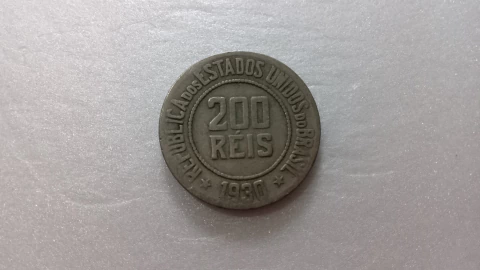 REPUBLICA DOS ESTADOS UNIDOS DO BRASIL
200
RÉIS
1930